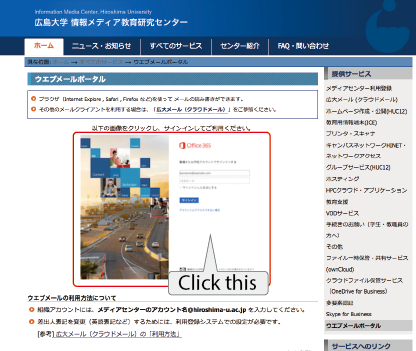 Information Media Center, Hiroshima University
広島大学 情報メディア教育研究センター
ホーム
ニュース・お知らせ
すべてのサービス
センター紹介
FAQ・問い合わせ
現在位置: ホーム → すべてのサービス → ウエブメールポータル
ウエブメールポータル
ブラウザ (Internet Explore , Safari , Firefox など)を使って メールの読み書きができます。
その他のメールクライアントを利用する場合は、「広大メール(クラウドメール)」をご参照ください。
以下の画像をクリックし、サインインしてご利用ください。
Office 365
Click this
ウエブメールの利用方法について
組織アカウントには、メディアセンターのアカウント名@hiroshima-u.ac.jp を入力してください。
差出人記を変更(英語表記など)するためには、利用登録システムでの設定が必要です。
[参考] 広大メール(クラウドメール)の「利用方法」
提供サービス
メディアセンター利用登録
広大メール(クラウドメール)
ホームページ作成・公開(HUC12)
教育用情報端末(ICE)
プリンタ・スキャナ
キャンパスネットワークHINET・
ネットワークアクセス
グループサービス(HUC12)
ホスティング
HPCクラウド・アプリケーション
教育支援
VODサービス
手続きのお願い(学生・教職員の
方へ)
その他
ファイル一時保管・共有サービス
(ownCloud)
クラウドファイル保管サービス
(OneDrive for Business)
多要素認証
Skype for Business
ウエブメールポータル
サービスへのリンク